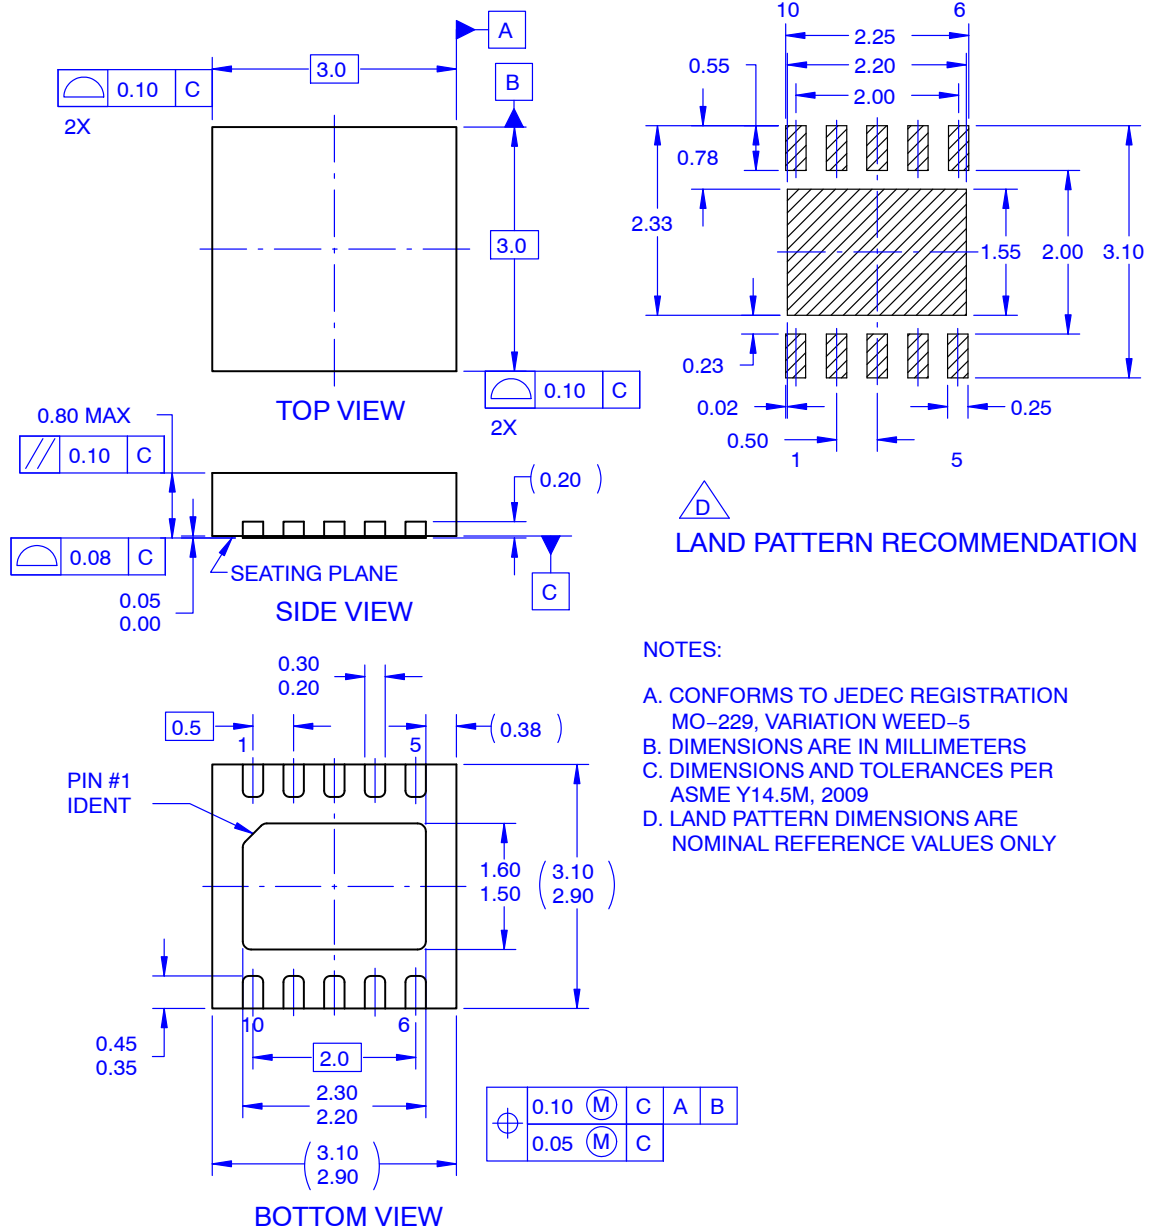 A
3.0
0.10 C
2X
B
3.0
0.10 C
2X
TOP VIEW
10 6
2.25
2.20
2.00
0.55
0.78
2.33
1.55
2.00
3.10
0.23
0.02
0.25
0.50
1 5
D
LAND PATTERN RECOMMENDATION
0.80 MAX
// 0.10 C
(0.20)
0.08 C
SEATING PLANE
C
0.05
0.00
SIDE VIEW
NOTES:
A. CONFORMS TO JEDEC REGISTRATION
MO−229, VARIATION WEED−5
B. DIMENSIONS ARE IN MILLIMETERS
C. DIMENSIONS AND TOLERANCES PER
ASME Y14.5M, 2009
D. LAND PATTERN DIMENSIONS ARE
NOMINAL REFERENCE VALUES ONLY
0.30
0.20
0.5
1 5
(0.38)
PIN #1
IDENT
1.60
1.50
(3.10
2.90)
0.45
0.35
10 6
2.0
2.30
2.20
(3.10
2.90)
0.10 Ⓜ C A B
0.05 Ⓜ C
BOTTOM VIEW